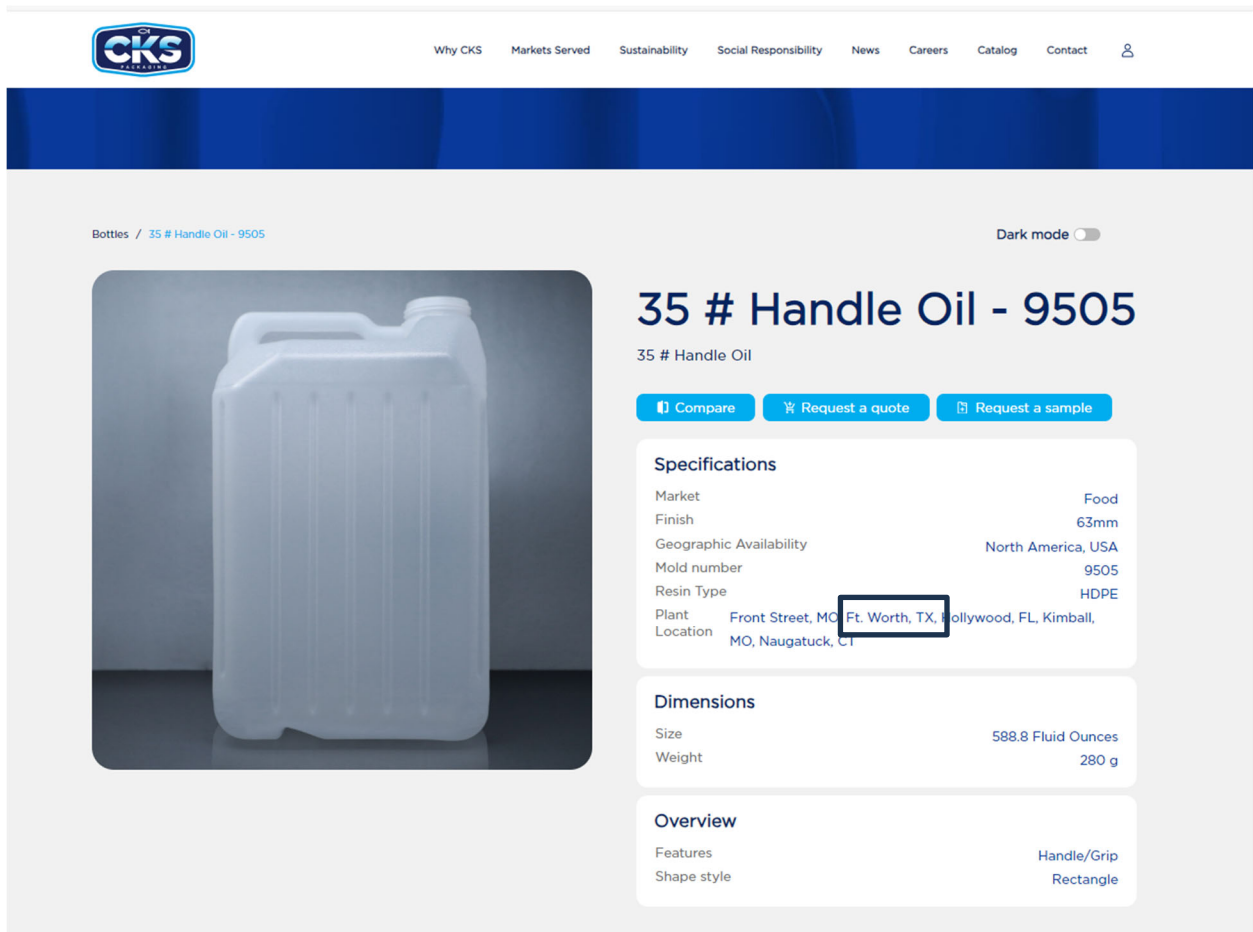 CKS
PACKAGING
Why CKS Markets Served Sustainability Social Responsibility News Careers Catalog Contact
Bottles / 35 # Handle Oil - 9505
Dark mode
35 # Handle Oil - 9505
35 # Handle Oil
Compare Request a quote Request a sample
Specifications
Market Food
Finish 63mm
Geographic Availability North America, USA
Mold number 9505
Resin Type HDPE
Plant Location Front Street, MO, Ft. Worth, TX, Hollywood, FL, Kimball,
MO, Naugatuck, CT
Dimensions
Size 588.8 Fluid Ounces
Weight 280 g
Overview
Features Handle/Grip
Shape style Rectangle